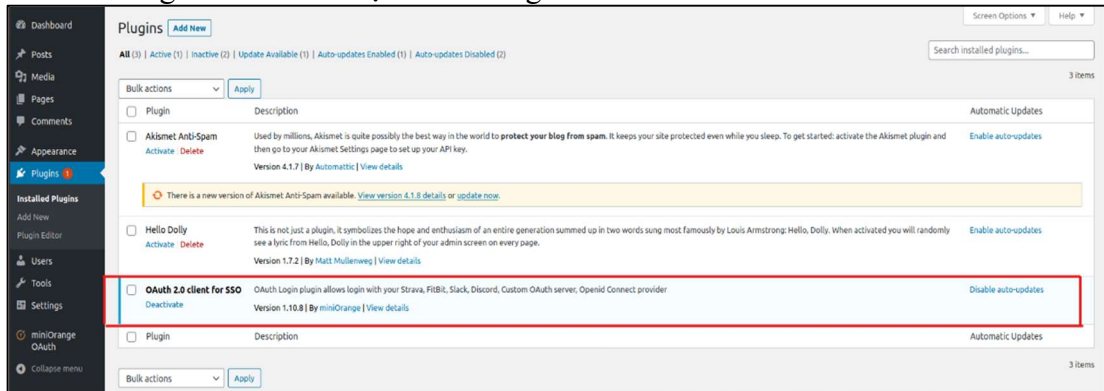 Dashboard
Posts
Media
Pages
Comments
Appearance
Plugins 1
Installed Plugins
Add New
Plugin Editor
Users
Tools
Settings
miniOrange
OAuth
Collapse menu
Screen Options ▼ Help ▼
Plugins Add New
All (3) | Active (1) | Inactive (2) | Update Available (1) | Auto-updates Enabled (1) | Auto-updates Disabled (2)
Search installed plugins...
3 items
Bulk actions Apply
Plugin Description Automatic Updates
Akismet Anti-Spam Used by millions, Akismet is quite possibly the best way in the world to protect your blog from spam. It keeps your site protected even while you sleep. To get started: activate the Akismet plugin and Enable auto-updates
Activate | Delete then go to your Akismet Settings page to set up your API key.
Version 4.1.7 | By Automattic | View details
There is a new version of Akismet Anti-Spam available. View version 4.1.8 details or update now.
Hello Dolly This is not just a plugin, it symbolizes the hope and enthusiasm of an entire generation summed up in two words sung most famously by Louis Armstrong: Hello, Dolly. When activated you will randomly Enable auto-updates
Activate | Delete see a lyric from Hello, Dolly in the upper right of your admin screen on every page.
Version 1.7.2 | By Matt Mullenweg | View details
OAuth 2.0 client for SSO OAuth Login plugin allows login with your Strava, FitBit, Slack, Discord, Custom OAuth server, Openid Connect provider Disable auto-updates
Deactivate Version 1.10.8 | By miniOrange | View details
Plugin Description Automatic Updates
Bulk actions Apply
3 items